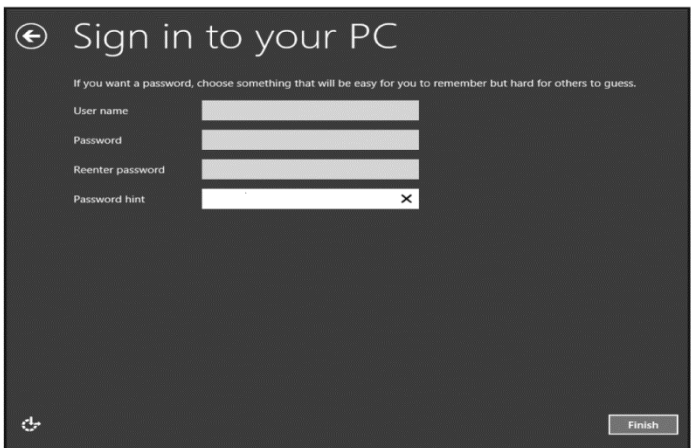 Sign in to your PC
If you want a password, choose something that will be easy for you to remember but hard for others to guess.
User name
Password
Reenter password
Password hint
Finish